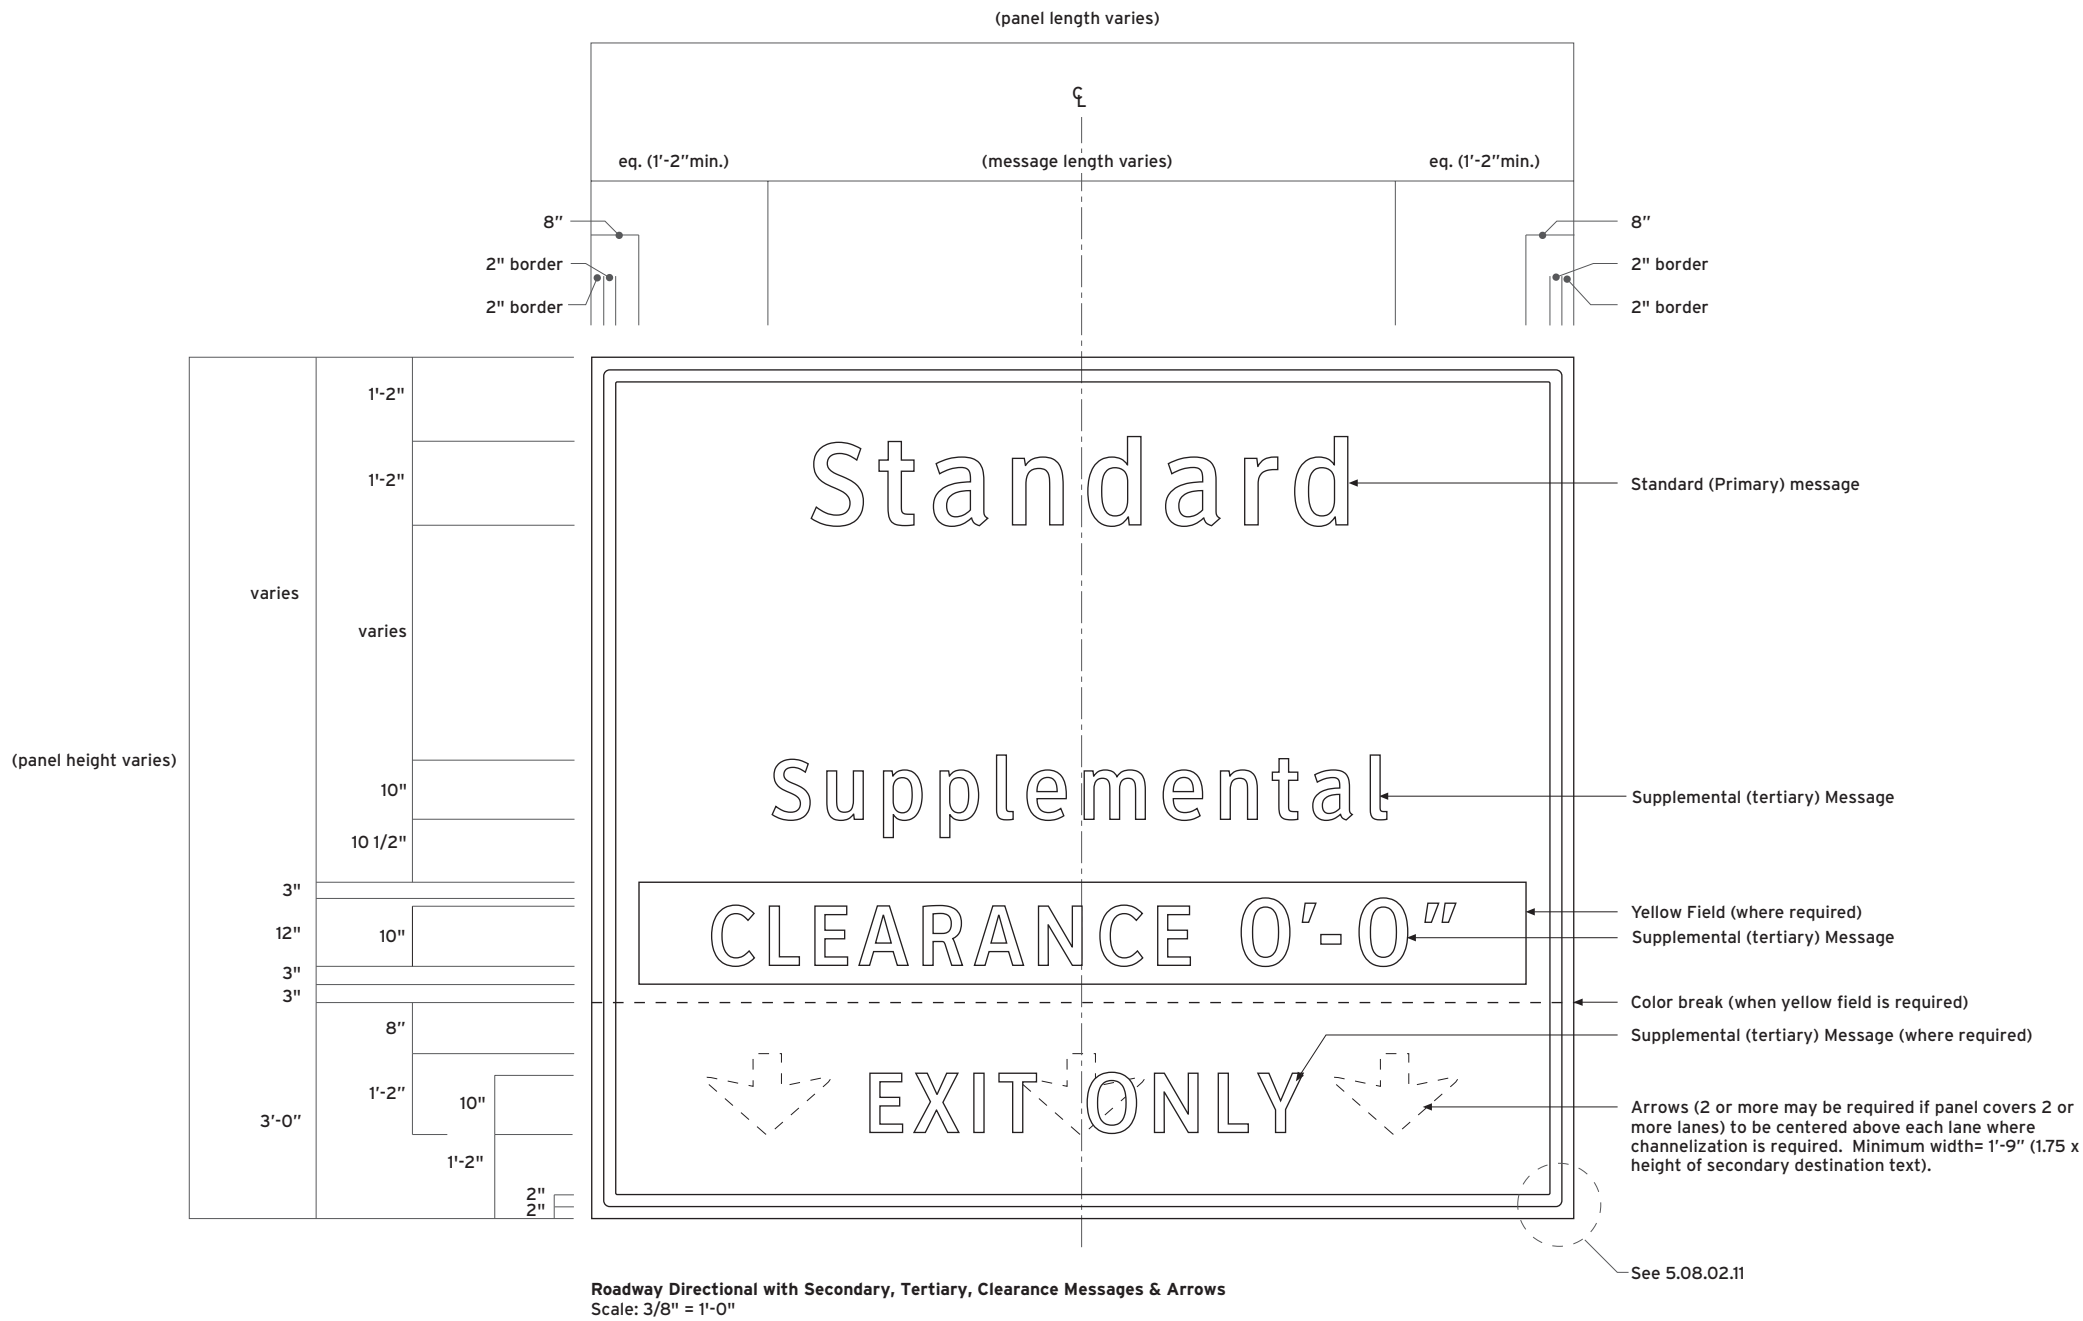 (panel length varies)
℄
eq. (1'-2"min.)
(message length varies)
eq. (1'-2"min.)
8"
8"
2" border
2" border
2" border
2" border
1'-2"
1'-2"
Standard
Standard (Primary) message
varies
varies
(panel height varies)
10"
Supplemental
Supplemental (tertiary) Message
10 1/2"
3"
12"
10"
CLEARANCE 0'-0"
Yellow Field (where required)
Supplemental (tertiary) Message
3"
3"
Color break (when yellow field is required)
8"
Supplemental (tertiary) Message (where required)
1'-2"
10"
EXIT ONLY
3'-0"
Arrows (2 or more may be required if panel covers 2 or
more lanes) to be centered above each lane where
channelization is required.  Minimum width= 1'-9" (1.75 x
height of secondary destination text).
1'-2"
2"
2"
See 5.08.02.11
Roadway Directional with Secondary, Tertiary, Clearance Messages & Arrows
Scale: 3/8" = 1'-0"